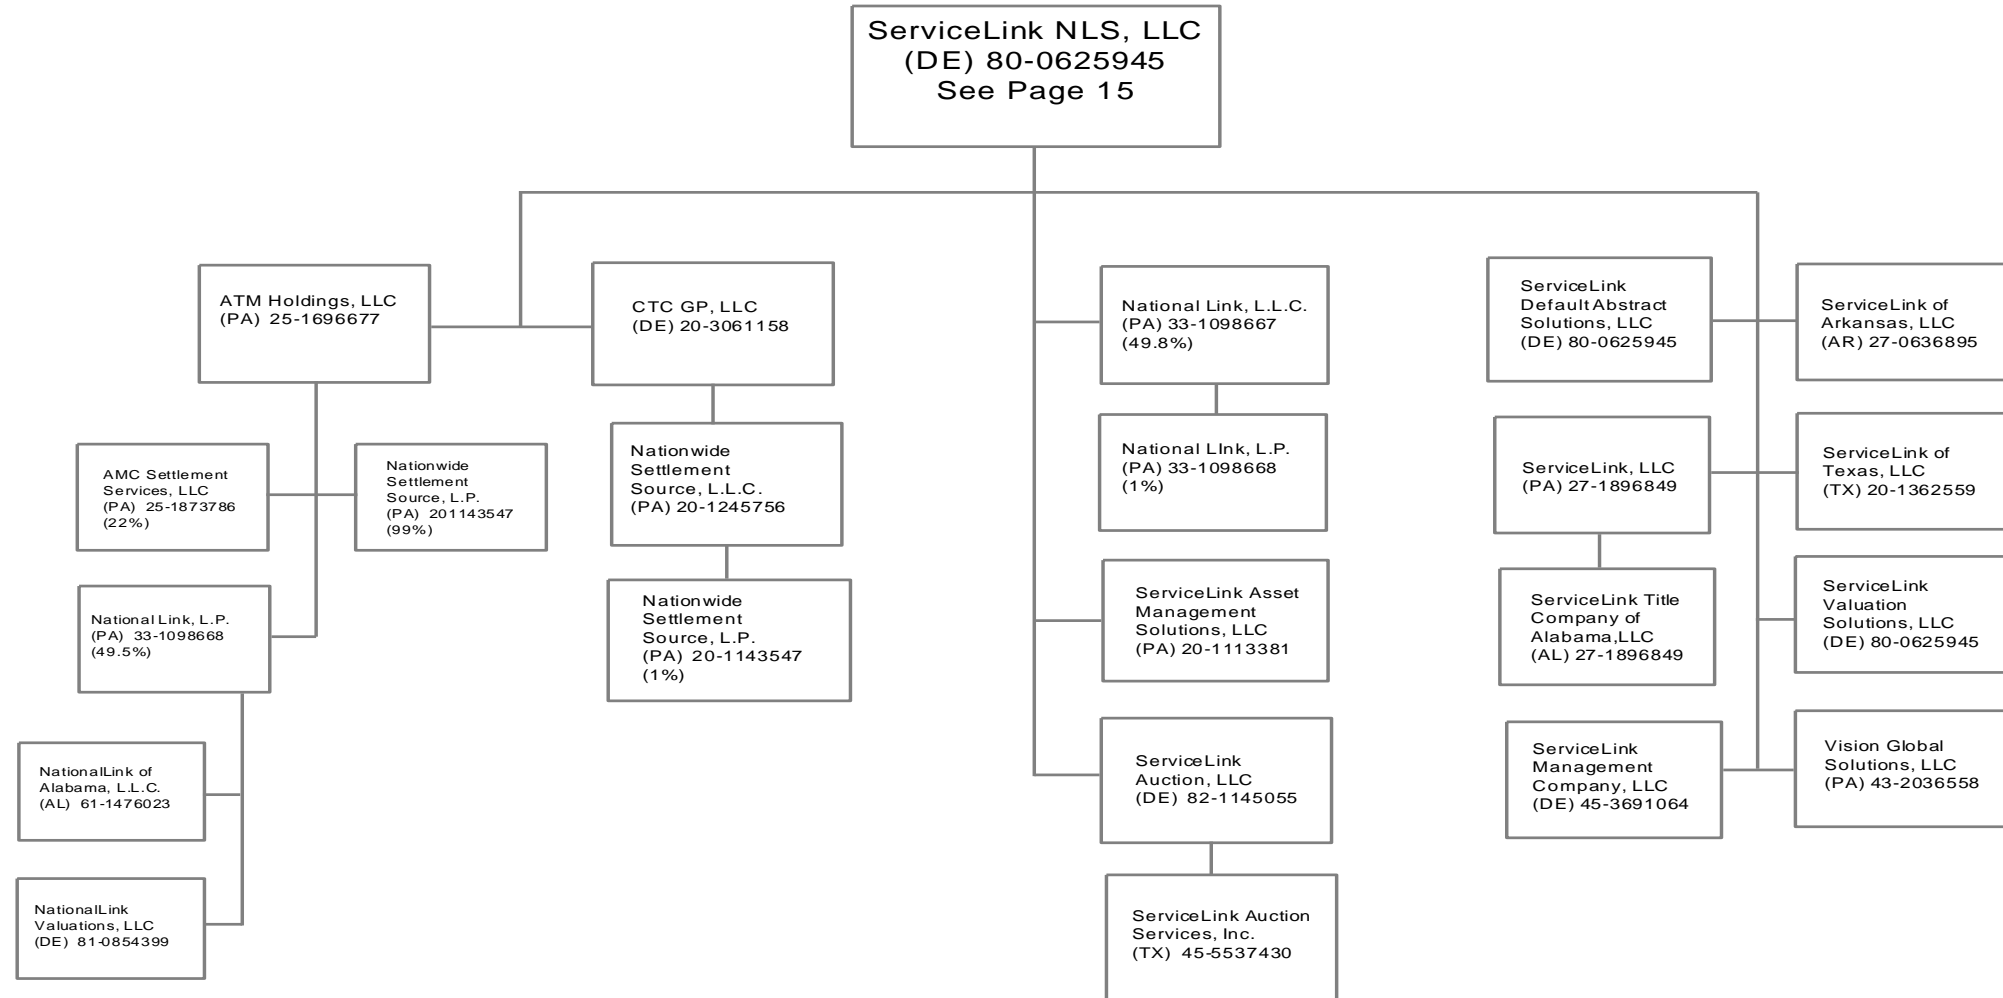 ServiceLink NLS, LLC
(DE) 80-0625945
See Page 15
ATM Holdings, LLC
(PA) 25-1696677
CTC GP, LLC
(DE) 20-3061158
National Link, L.L.C.
(PA) 33-1098667
(49.8%)
ServiceLink
Default Abstract
Solutions, LLC
(DE) 80-0625945
ServiceLink of
Arkansas, LLC
(AR) 27-0636895
AMC Settlement
Services, LLC
(PA) 25-1873786
(22%)
Nationwide
Settlement
Source, L.P.
(PA) 201143547
(99%)
Nationwide
Settlement
Source, L.L.C.
(PA) 20-1245756
National LInk, L.P.
(PA) 33-1098668
(1%)
ServiceLink, LLC
(PA) 27-1896849
ServiceLink of
Texas, LLC
(TX) 20-1362559
National Link, L.P.
(PA) 33-1098668
(49.5%)
Nationwide
Settlement
Source, L.P.
(PA) 20-1143547
(1%)
ServiceLink Asset
Management
Solutions, LLC
(PA) 20-1113381
ServiceLink Title
Company of
Alabama,LLC
(AL) 27-1896849
ServiceLink
Valuation
Solutions, LLC
(DE) 80-0625945
NationalLink of
Alabama, L.L.C.
(AL) 61-1476023
ServiceLink
Auction, LLC
(DE) 82-1145055
ServiceLink
Management
Company, LLC
(DE) 45-3691064
Vision Global
Solutions, LLC
(PA) 43-2036558
NationalLink
Valuations, LLC
(DE) 81-0854399
ServiceLink Auction
Services, Inc.
(TX) 45-5537430